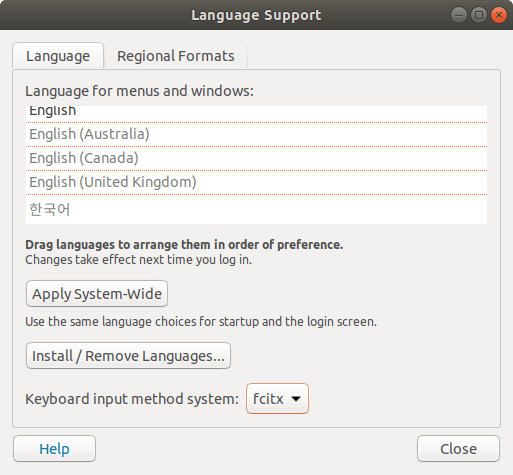 Language Support
Language Regional Formats
Language for menus and windows:
English
English (Australia)
English (Canada)
English (United Kingdom)
한국어
Drag languages to arrange them in order of preference.
Changes take effect next time you log in.
Apply System-Wide
Use the same language choices for startup and the login screen.
Install / Remove Languages...
Keyboard input method system: fcitx
Help Close